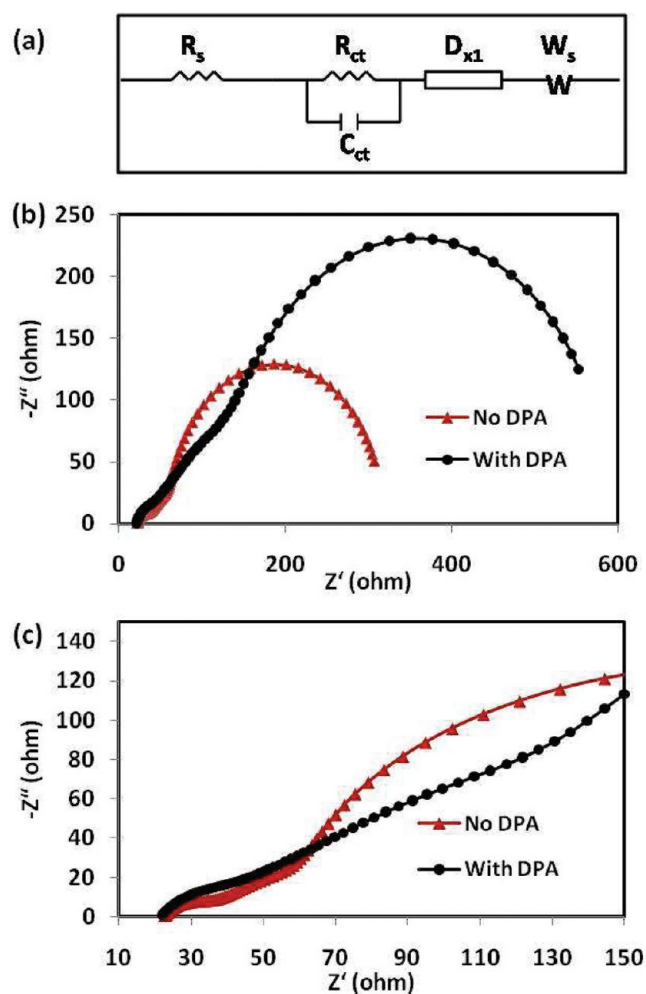 (a)
Rs Rct Dx1 Ws
W
Cct
(b)
250
200
150
100
50
0
-Z″ (ohm)
No DPA
With DPA
0 200 400 600
Z′ (ohm)
(c)
140
120
100
80
60
40
20
0
-Z″ (ohm)
No DPA
With DPA
10 30 50 70 90 110 130 150
Z′ (ohm)